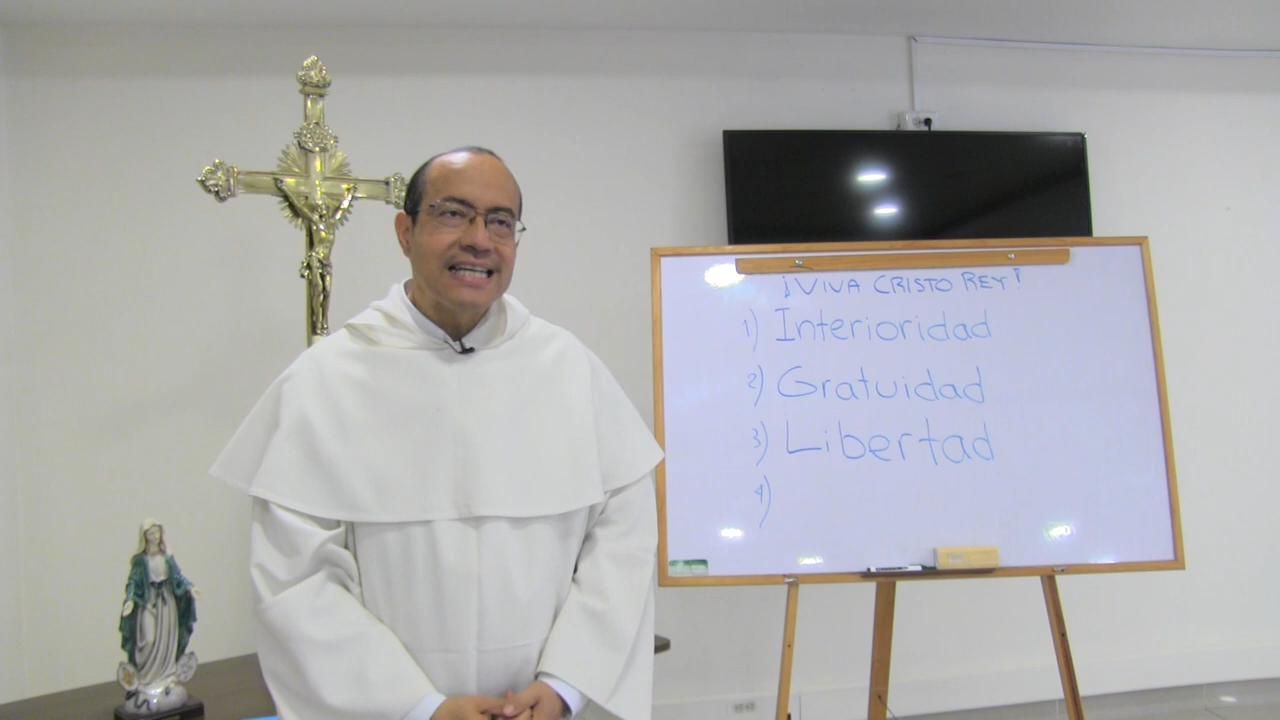 ¡VIVA CRISTO REY!
1) Interioridad
2) Gratuidad
3) Libertad
4)